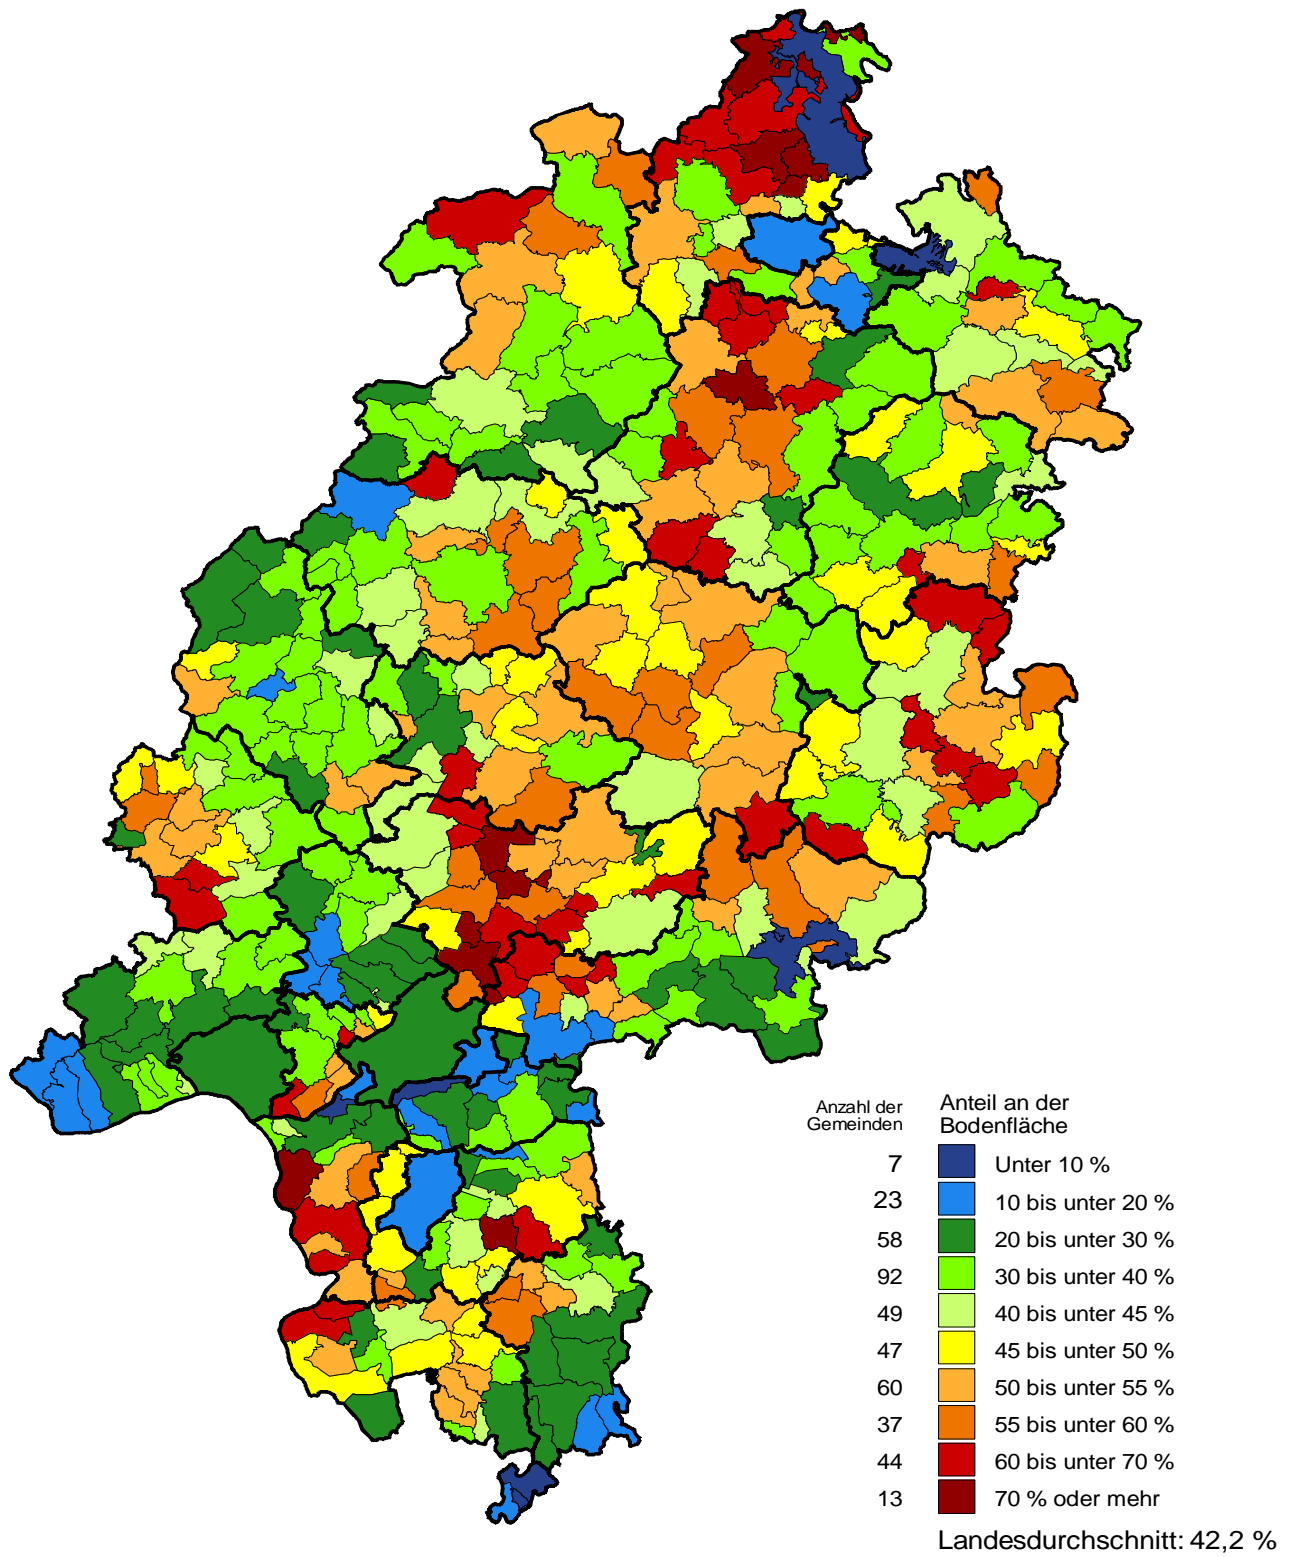 Anzahl der
Gemeinden
Anteil an der
Bodenfläche
7 Unter 10 %
23 10 bis unter 20 %
58 20 bis unter 30 %
92 30 bis unter 40 %
49 40 bis unter 45 %
47 45 bis unter 50 %
60 50 bis unter 55 %
37 55 bis unter 60 %
44 60 bis unter 70 %
13 70 % oder mehr
Landesdurchschnitt: 42,2 %